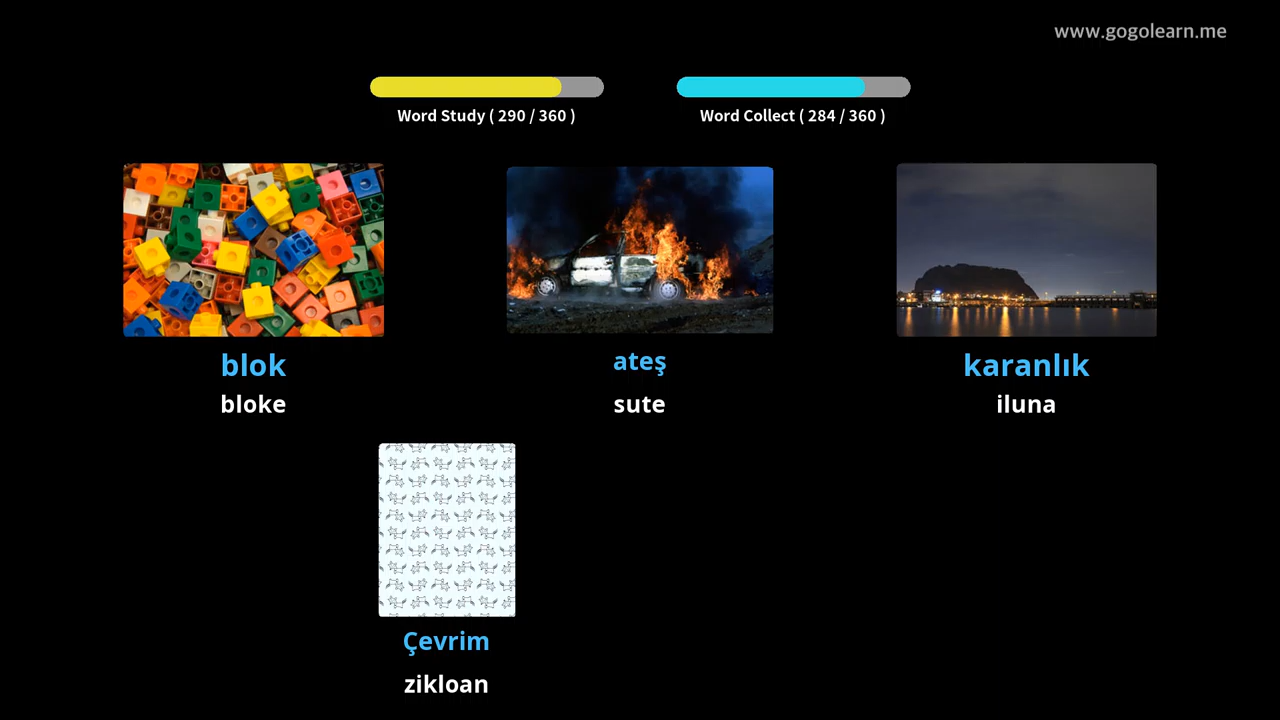 www.gogolearn.me
Word Study ( 290 / 360 )
Word Collect ( 284 / 360 )
blok
ateş
karanlık
bloke
sute
iluna
Çevrim
zikloan